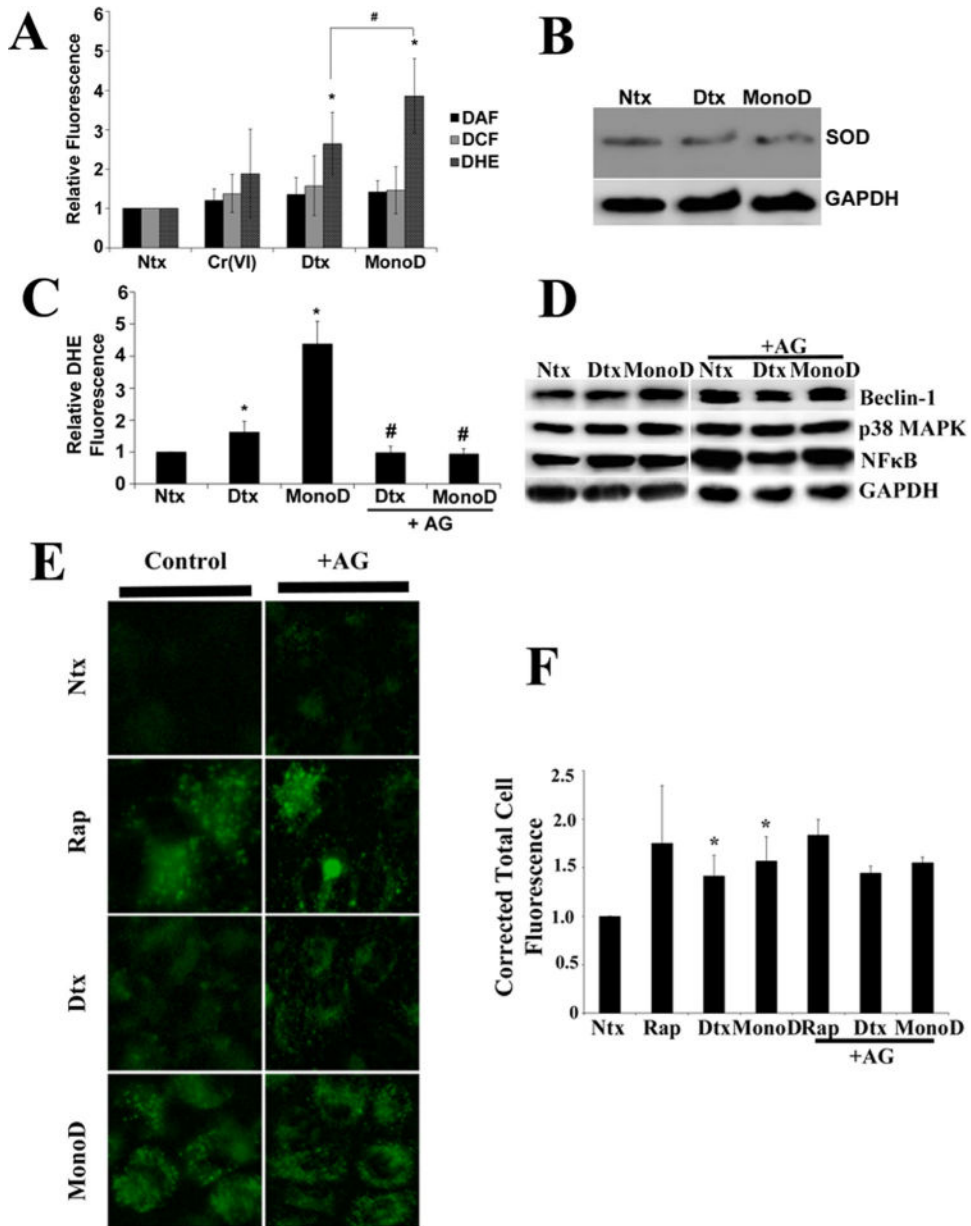 A
Relative Fluorescence
6
5
4
3
2
1
0
#
*
*
DAF
DCF
DHE
Ntx Cr(VI) Dtx MonoD
B
Ntx Dtx MonoD
SOD
GAPDH
C
Relative DHE
Fluorescence
6
5
4
3
2
1
0
*
*
#
#
Ntx Dtx MonoD Dtx MonoD
+ AG
D
+AG
Ntx Dtx MonoD Ntx Dtx MonoD
Beclin-1
p38 MAPK
NFκB
GAPDH
E
Control +AG
Ntx
Rap
Dtx
MonoD
F
Corrected Total Cell
Fluorescence
2.5
2.0
1.5
1.0
0.5
0
*
*
Ntx Rap Dtx MonoD Rap Dtx MonoD
+AG